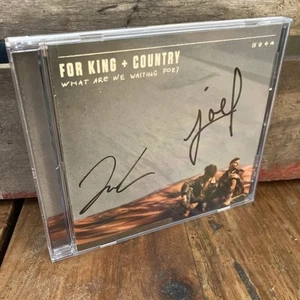 FOR KING + COUNTRY
WHAT ARE WE WAITING FOR?
joel